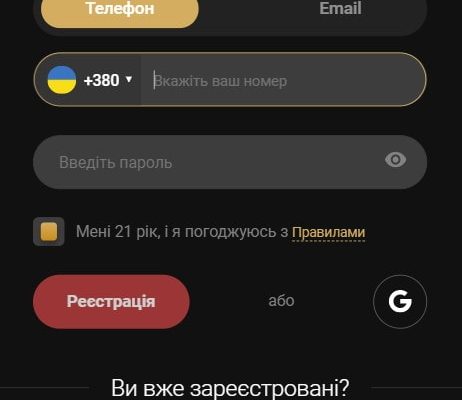 Телефон Email
+380 Вкажіть ваш номер
Введіть пароль
Мені 21 рік, і я погоджуюсь з Правилами
Реєстрація або G
Ви вже зареєстровані?